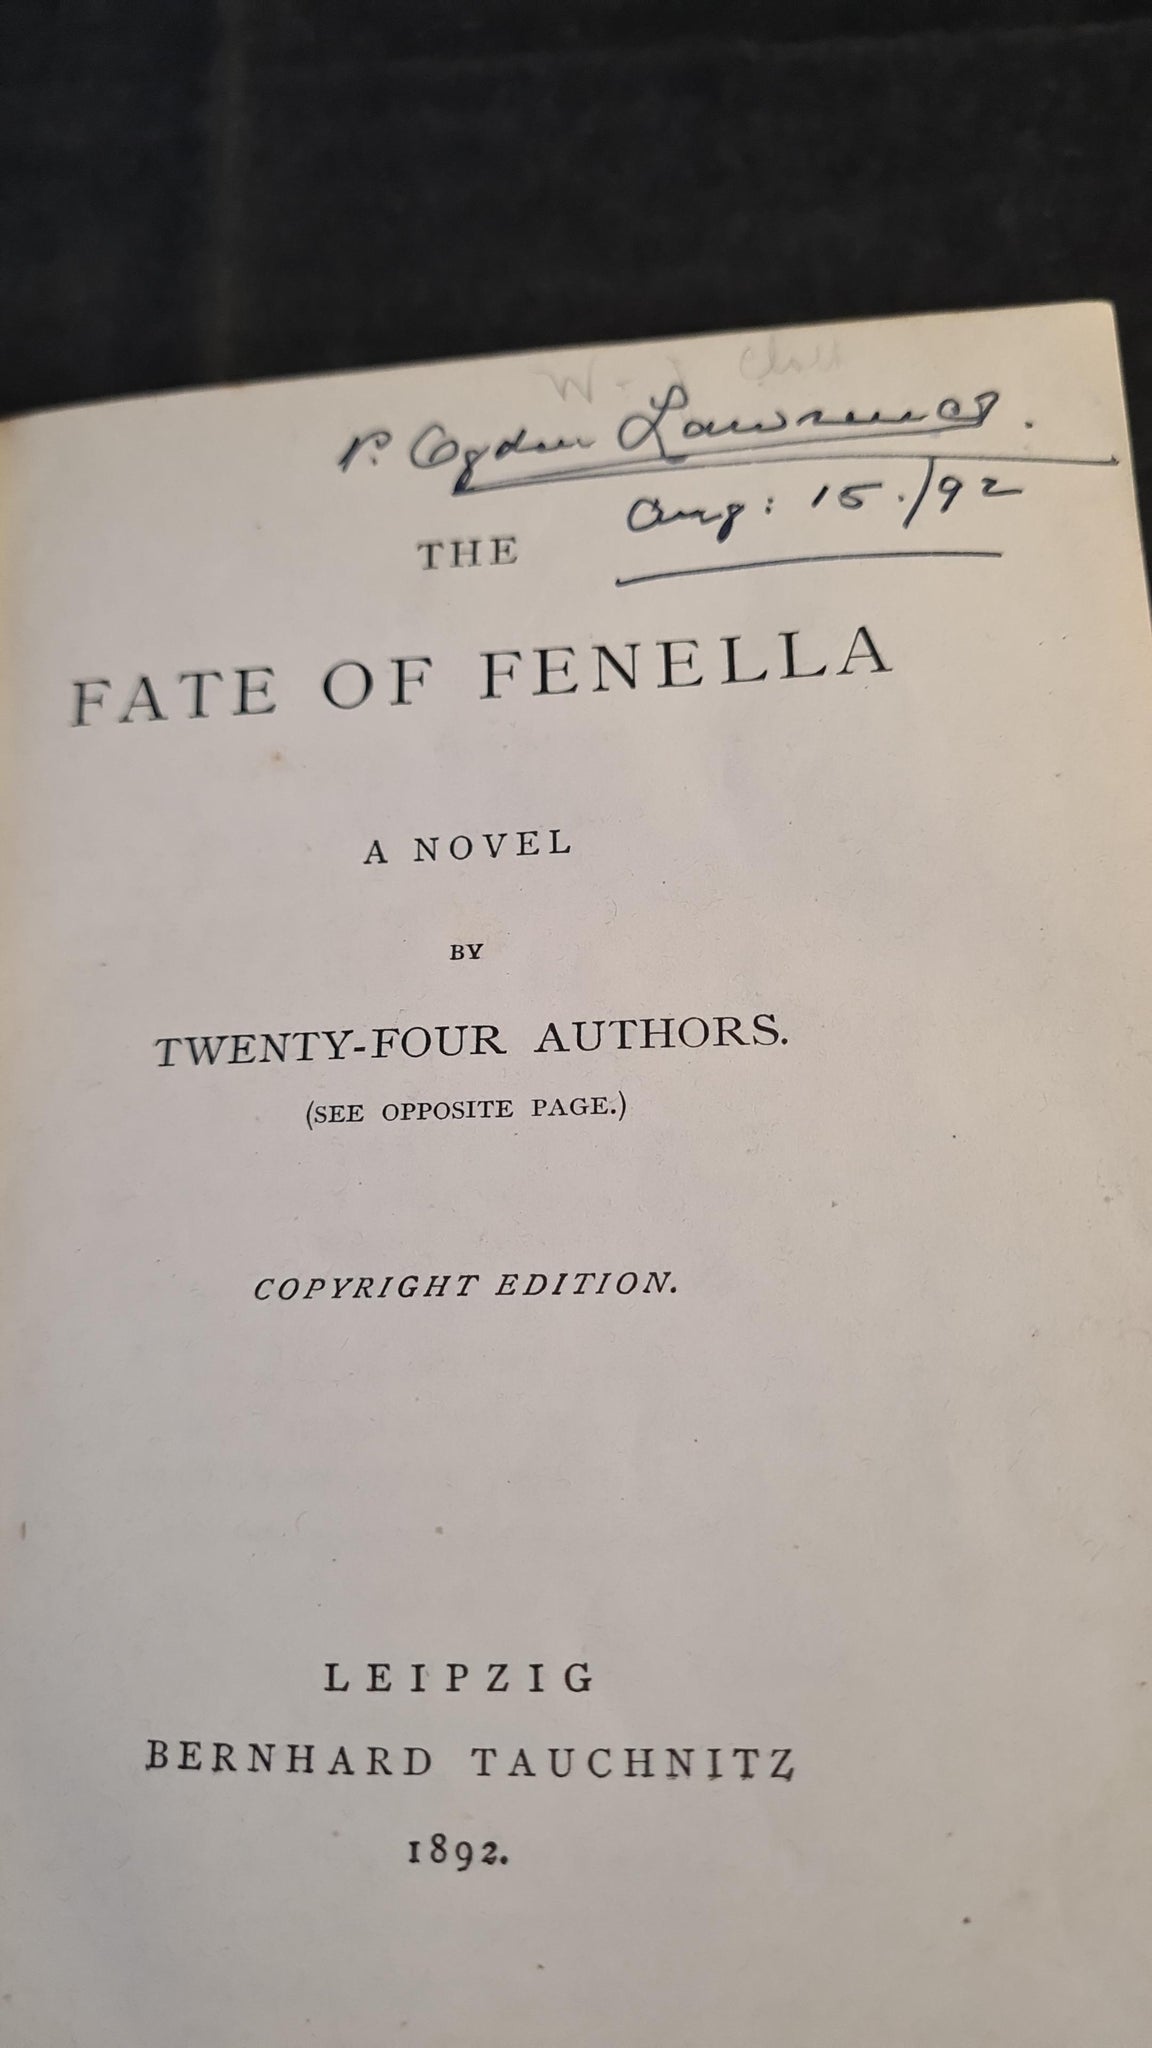 P. Ogden Lawrence.
Aug: 15./92
THE
FATE OF FENELLA
A NOVEL
BY
TWENTY-FOUR AUTHORS.
(SEE OPPOSITE PAGE.)
COPYRIGHT EDITION.
LEIPZIG
BERNHARD TAUCHNITZ
1892.